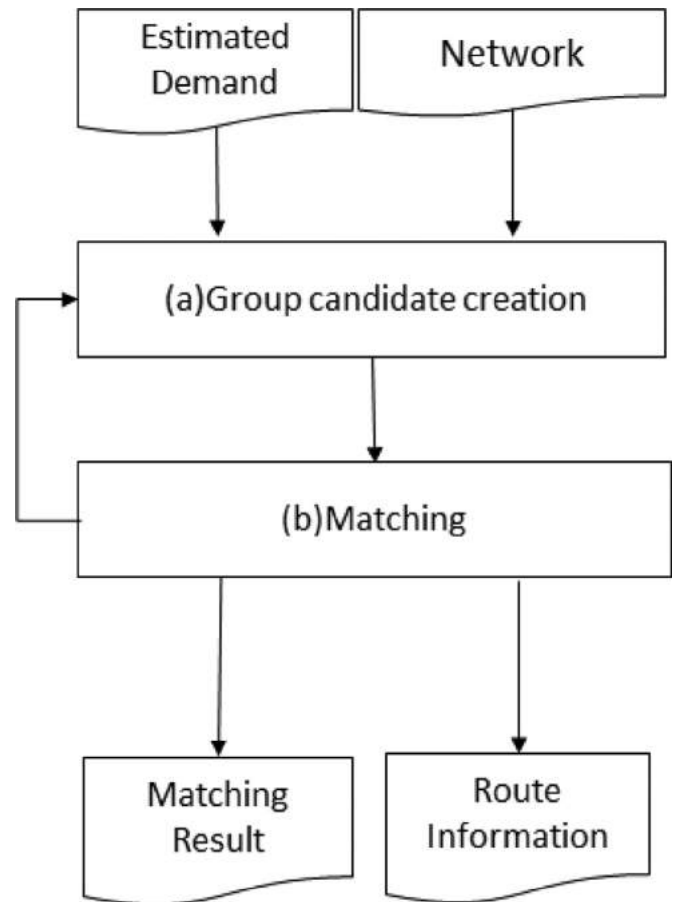 Estimated
Demand
Network
(a)Group candidate creation
(b)Matching
Matching
Result
Route
Information